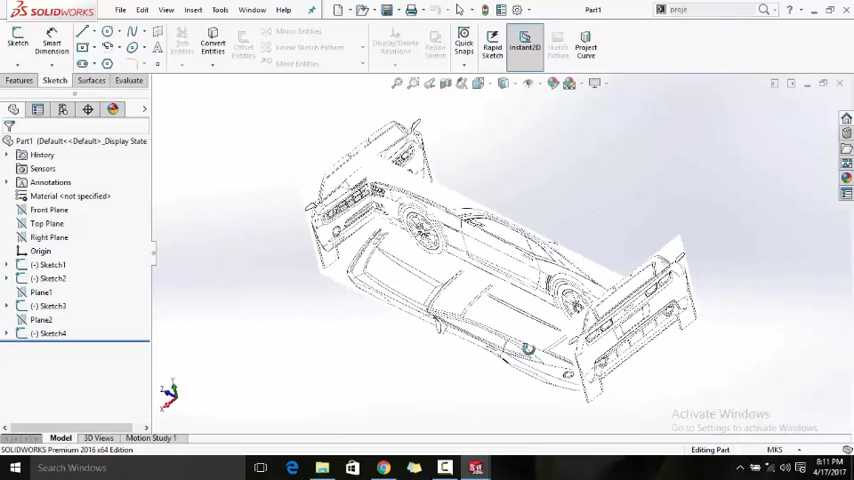 SOLIDWORKS
File Edit View Insert Tools Window Help
Part1
proje
Sketch
Smart
Dimension
Trim
Entities
Convert
Entities
Offset
Entities
Mirror Entities
Linear Sketch Pattern
Move Entities
Display/Delete
Relations
Repair
Sketch
Quick
Snaps
Rapid
Sketch
Instant2D
Sketch
Picture
Project
Curve
Features Sketch Surfaces Evaluate
Part1 (Default<<Default>_Display State
History
Sensors
Annotations
Material <not specified>
Front Plane
Top Plane
Right Plane
Origin
(-) Sketch1
(-) Sketch2
Plane1
(-) Sketch3
Plane2
(-) Sketch4
Y
Z
X
Activate Windows
Go to Settings to activate Windows.
Model 3D Views Motion Study 1
SOLIDWORKS Premium 2016 x64 Edition
Editing Part
MKS
Search Windows
8:11 PM
4/17/2017